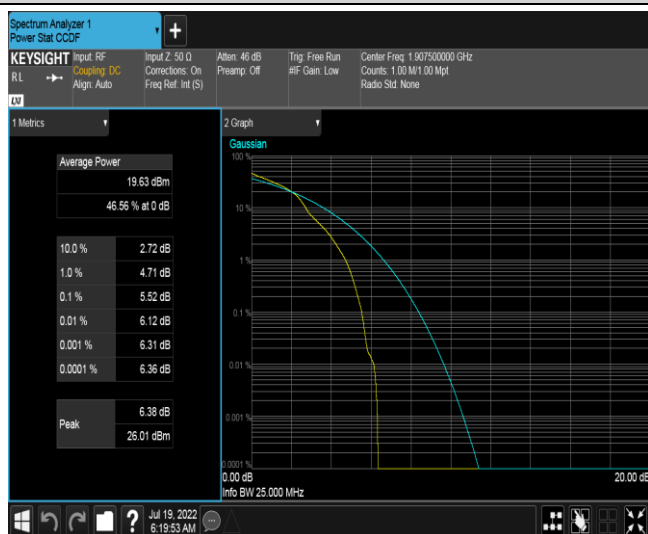 Spectrum Analyzer 1
Power Stat CCDF
+
KEYSIGHT
RL
LXI
Input: RF
Coupling: DC
Align: Auto
Input Z: 50 Ω
Corrections: On
Freq Ref: Int (S)
Atten: 46 dB
Preamp: Off
Trig: Free Run
#IF Gain: Low
Center Freq: 1.907500000 GHz
Counts: 1.00 M/1.00 Mpt
Radio Std: None
1 Metrics
Average Power
19.63 dBm
46.56 % at 0 dB
10.0 % 2.72 dB
1.0 % 4.71 dB
0.1 % 5.52 dB
0.01 % 6.12 dB
0.001 % 6.31 dB
0.0001 % 6.36 dB
Peak
6.38 dB
26.01 dBm
2 Graph
Gaussian
100 %
10 %
1 %
0.1 %
0.01 %
0.001 %
0.0001 %
0.00 dB 20.00 dB
Info BW 25.000 MHz
?
Jul 19, 2022
6:19:53 AM